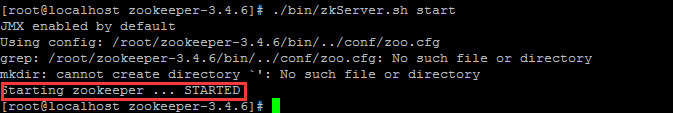 [root@localhost zookeeper-3.4.6]# ./bin/zkServer.sh start
JMX enabled by default
Using config: /root/zookeeper-3.4.6/bin/../conf/zoo.cfg
grep: /root/zookeeper-3.4.6/bin/../conf/zoo.cfg: No such file or directory
mkdir: cannot create directory `': No such file or directory
Starting zookeeper ... STARTED
[root@localhost zookeeper-3.4.6]#